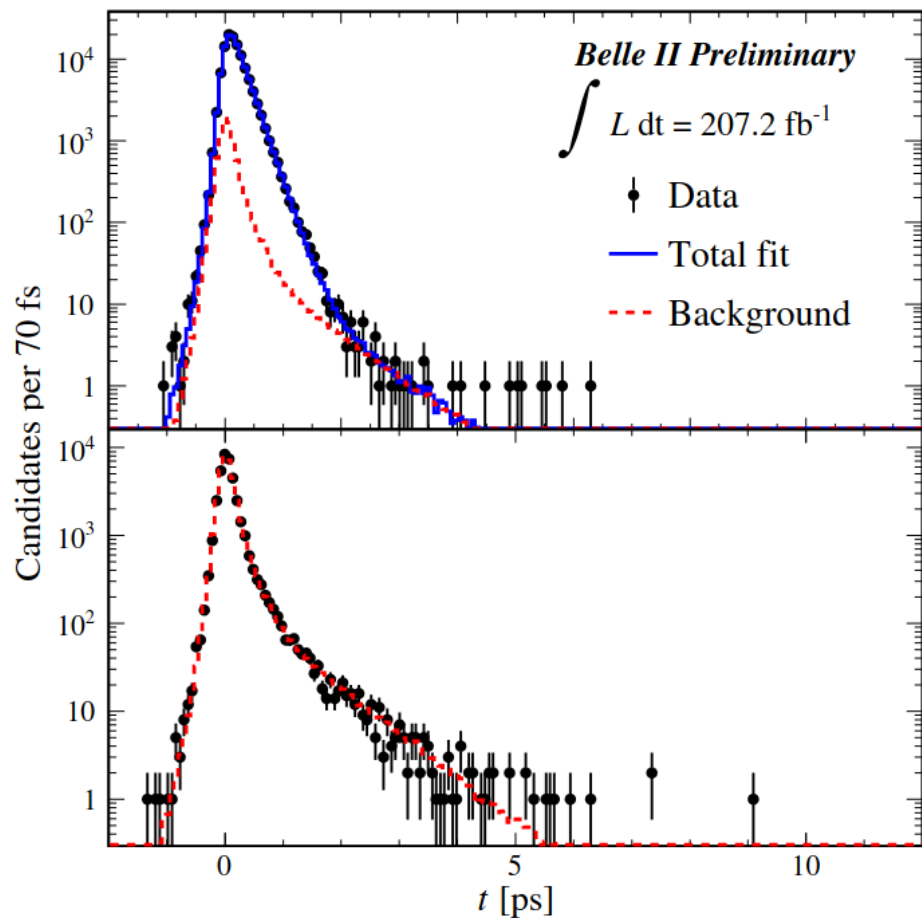 Candidates per 70 fs
10⁴
10³
10²
10
1
Belle II Preliminary
∫ L dt = 207.2 fb⁻¹
Data
Total fit
Background
10⁴
10³
10²
10
1
0 5 10
t [ps]